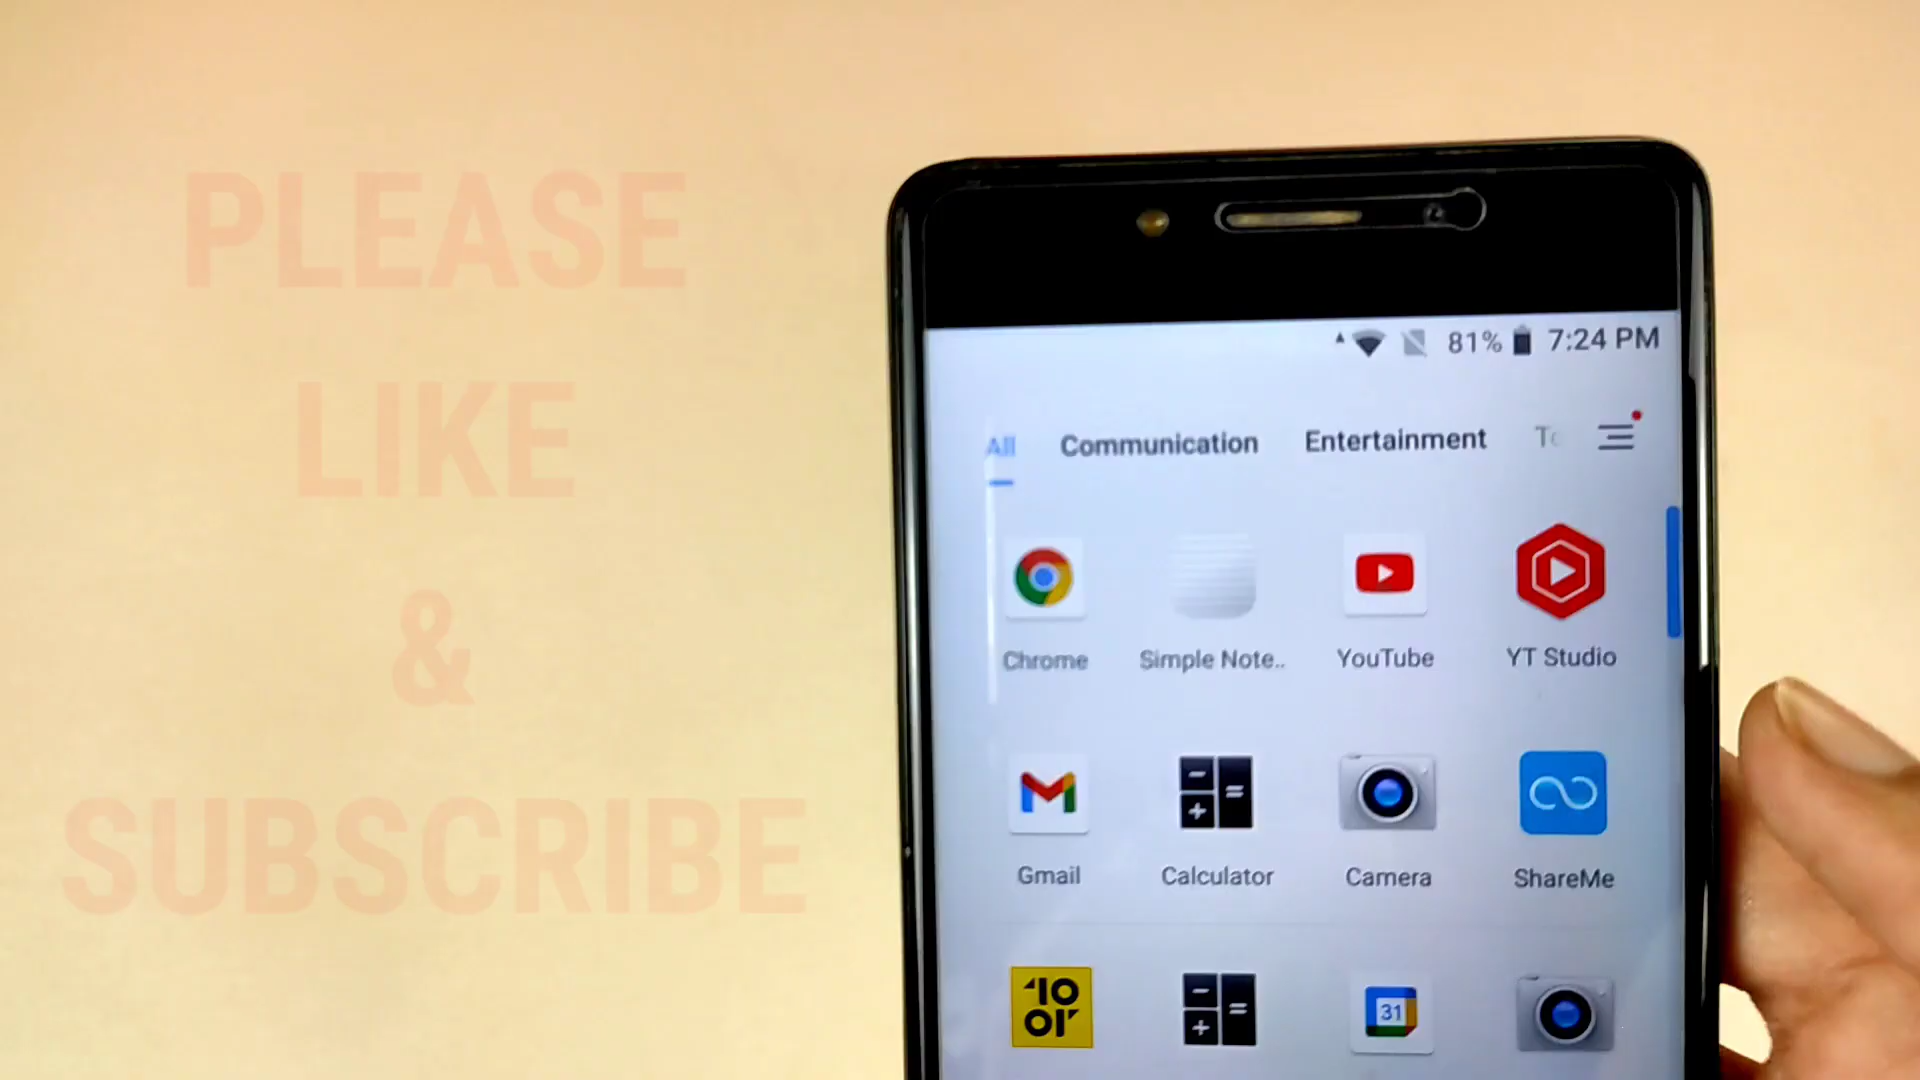 PLEASE
LIKE
&
SUBSCRIBE
81% 7:24 PM
All Communication Entertainment
Chrome Simple Note.. YouTube YT Studio
Gmail Calculator Camera ShareMe
31